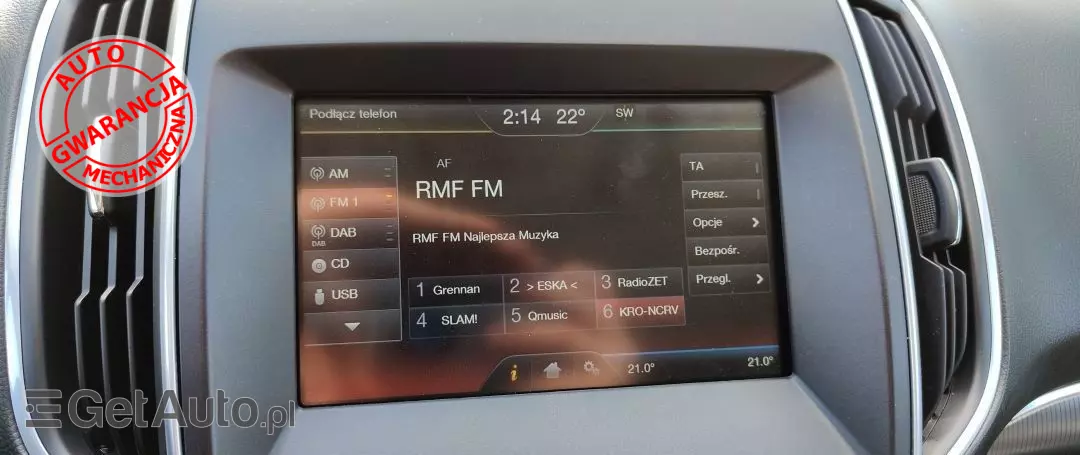 AUTO
GWARANCJA
MECHANICZNA
Podłącz telefon
2:14 22°
SW
AM
FM 1
DAB
DAB
CD
USB
AF
RMF FM
RMF FM Najlepsza Muzyka
1 Grennan
2 > ESKA <
3 RadioZET
4 SLAM!
5 Qmusic
6 KRO-NCRV
TA
Przesz.
Opcje
Bezpośr.
Przegl.
i
21.0°
21.0°
GetAuto.pl